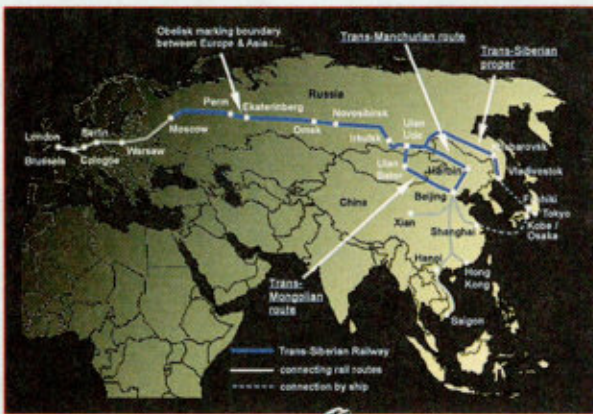 Obelisk marking boundary
between Europe & Asia
Trans-Manchurian route
Trans-Siberian
proper
Russia
Perm
Ekaterinberg
Omsk
Novosibirsk
Irkutsk
Ulan
Ude
Moscow
London
Berlin
Brussels
Cologne
Warsaw
Ulan
Bator
Harbin
Khabarovsk
Vladivostok
Beijing
Tokyo
Kobe /
Osaka
China
Xian
Shanghai
Hanoi
Hong
Kong
Saigon
Trans-
Mongolian
route
Trans-Siberian Railway
connecting rail routes
connection by ship